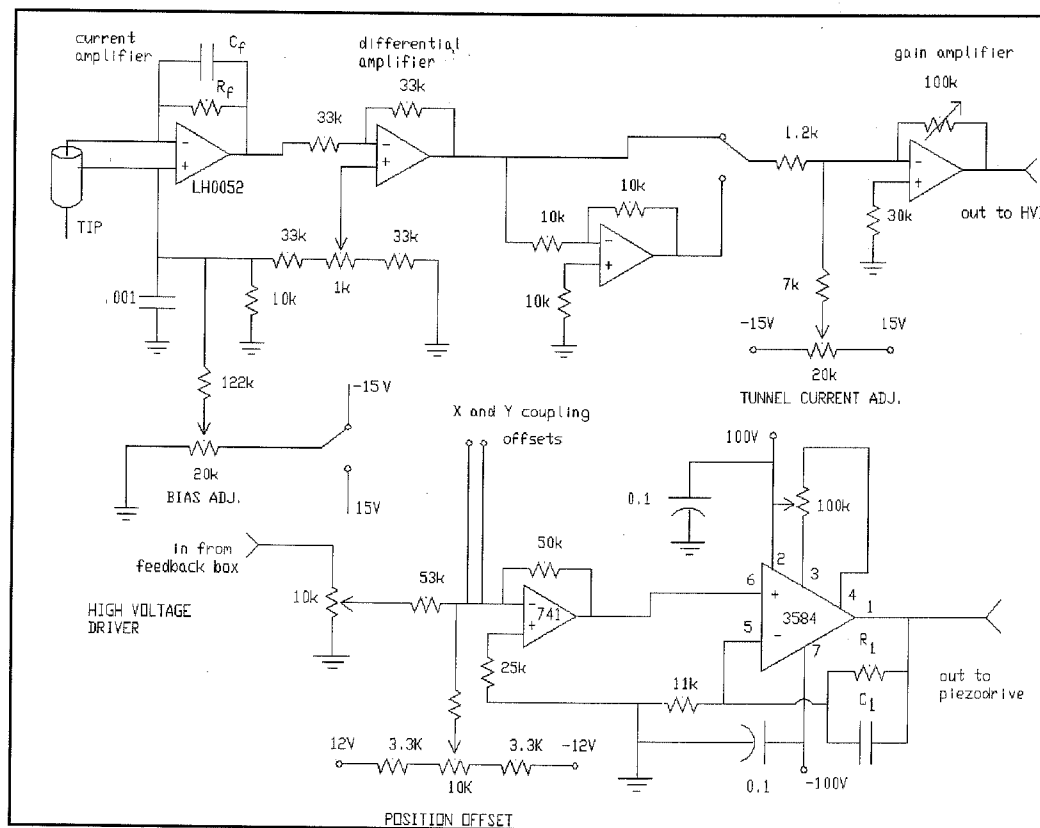 current
amplifier
C_f
R_f
differential
amplifier
33k
33k
gain amplifier
100k
1.2k
LH0052
TIP
10k
10k
30k
out to HV
33k
33k
1k
10k
.001
10k
7k
-15V
15V
20k
TUNNEL CURRENT ADJ.
122k
-15V
X and Y coupling
offsets
100V
20k
BIAS ADJ.
15V
0.1
100k
in from
feedback box
50k
53k
10k
2
3
6
4
+
3584
1
5
-
7
741
HIGH VOLTAGE
DRIVER
25k
R_1
11k
C_1
out to
piezodrive
12V
3.3K
3.3K
-12V
10K
0.1
-100V
POSITION OFFSET